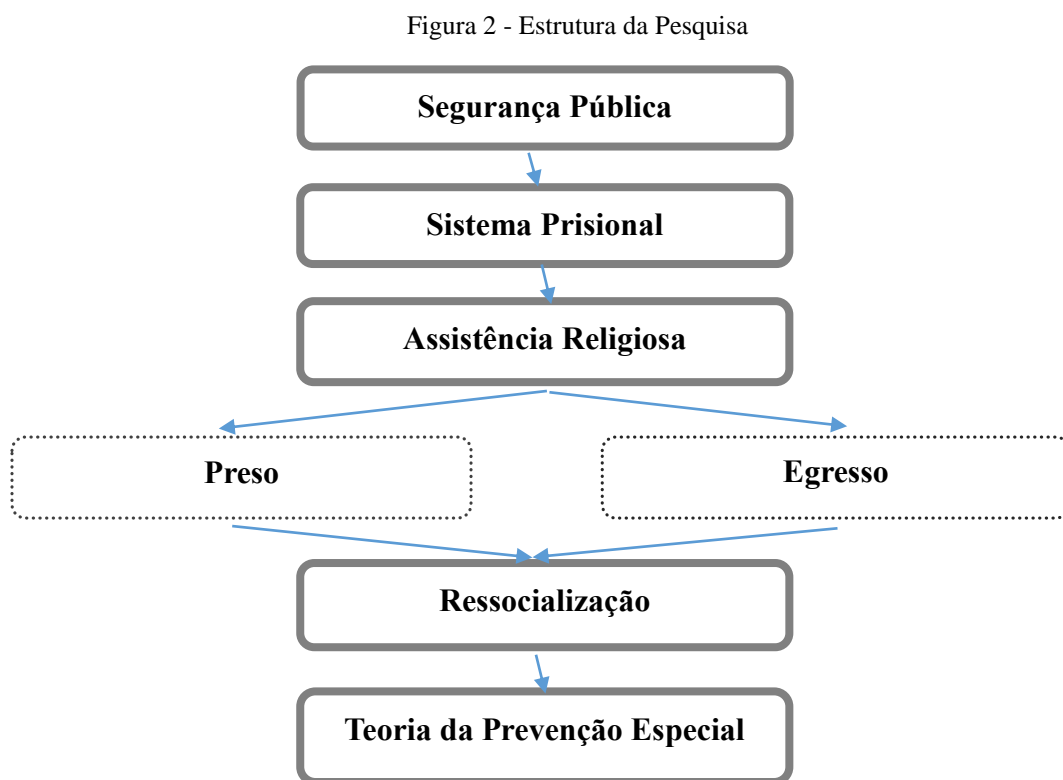 Figura 2 - Estrutura da Pesquisa
Segurança Pública
Sistema Prisional
Assistência Religiosa
Preso
Egresso
Ressocialização
Teoria da Prevenção Especial